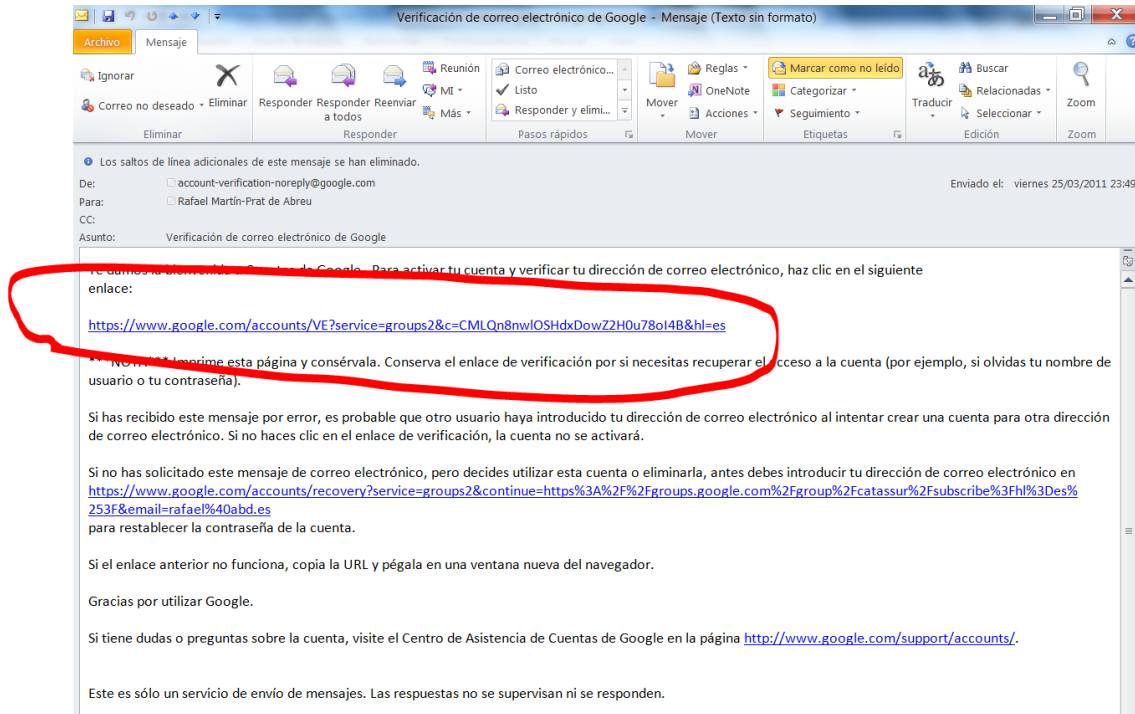 Verificación de correo electrónico de Google - Mensaje (Texto sin formato)
Archivo Mensaje
Ignorar
Correo no deseado
Eliminar
Eliminar
Responder
Responder a todos
Reenviar
Reunión
MI
Más
Responder
Correo electrónico...
Listo
Responder y elimi...
Pasos rápidos
Mover
Reglas
OneNote
Acciones
Mover
Marcar como no leído
Categorizar
Seguimiento
Etiquetas
Traducir
Buscar
Relacionadas
Seleccionar
Edición
Zoom
Zoom
Los saltos de línea adicionales de este mensaje se han eliminado.
De: account-verification-noreply@google.com Enviado el: viernes 25/03/2011 23:49
Para: Rafael Martín-Prat de Abreu
CC:
Asunto: Verificación de correo electrónico de Google
Te damos la bienvenida a Cuentas de Google. Para activar tu cuenta y verificar tu dirección de correo electrónico, haz clic en el siguiente
enlace:
https://www.google.com/accounts/VE?service=groups2&c=CMLQn8nwlOSHdxDowZ2H0u78oI4B&hl=es
***NOTA*** Imprime esta página y consérvala. Conserva el enlace de verificación por si necesitas recuperar el acceso a la cuenta (por ejemplo, si olvidas tu nombre de
usuario o tu contraseña).
Si has recibido este mensaje por error, es probable que otro usuario haya introducido tu dirección de correo electrónico al intentar crear una cuenta para otra dirección
de correo electrónico. Si no haces clic en el enlace de verificación, la cuenta no se activará.
Si no has solicitado este mensaje de correo electrónico, pero decides utilizar esta cuenta o eliminarla, antes debes introducir tu dirección de correo electrónico en
https://www.google.com/accounts/recovery?service=groups2&continue=https%3A%2F%2Fgroups.google.com%2Fgroup%2Fcatassur%2Fsubscribe%3Fhl%3Des%
253F&email=rafael%40abd.es
para restablecer la contraseña de la cuenta.
Si el enlace anterior no funciona, copia la URL y pégala en una ventana nueva del navegador.
Gracias por utilizar Google.
Si tiene dudas o preguntas sobre la cuenta, visite el Centro de Asistencia de Cuentas de Google en la página http://www.google.com/support/accounts/.
Este es sólo un servicio de envío de mensajes. Las respuestas no se supervisan ni se responden.